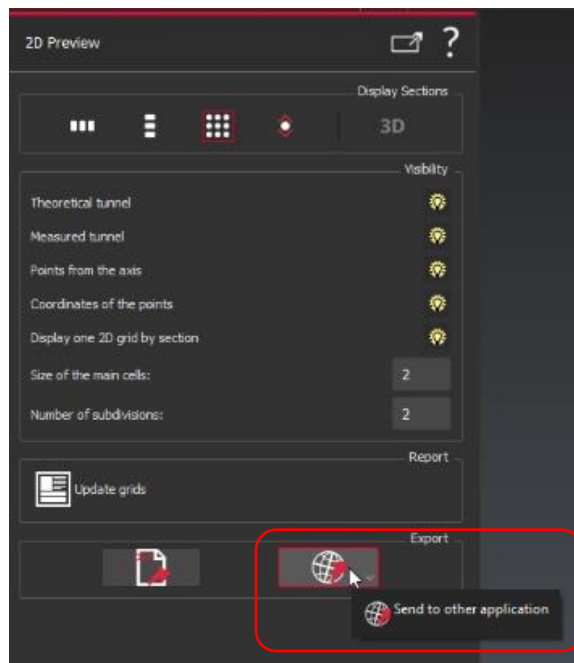 2D Preview
?
Display Sections
3D
Visibility
Theoretical tunnel
Measured tunnel
Points from the axis
Coordinates of the points
Display one 2D grid by section
Size of the main cells:
2
Number of subdivisions:
2
Report
Update grids
Export
Send to other application